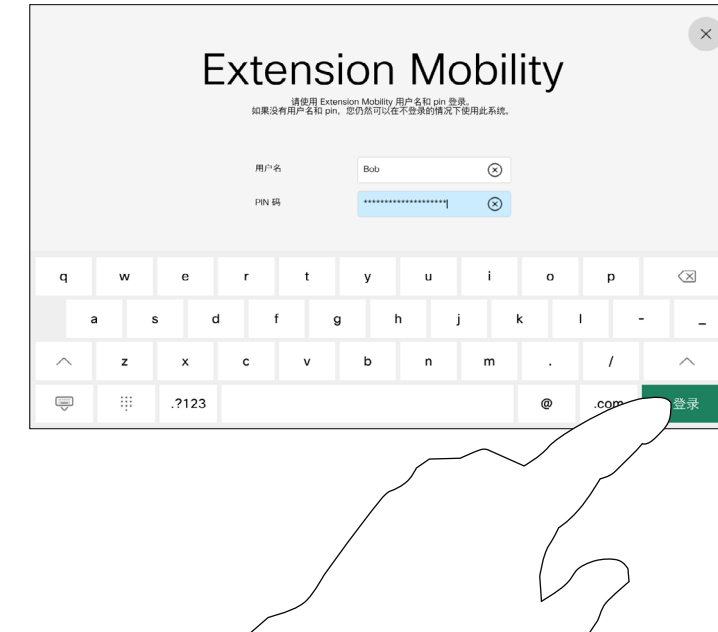 Extension Mobility
请使用 Extension Mobility 用户名和 pin 登录。
如果没有用户名和 pin，您仍然可以在不登录的情况下使用此系统。
用户名 Bob
PIN 码 ********************
q w e r t y u i o p
a s d f g h j k l - _
z x c v b n m . /
.?123 @ .com 登录